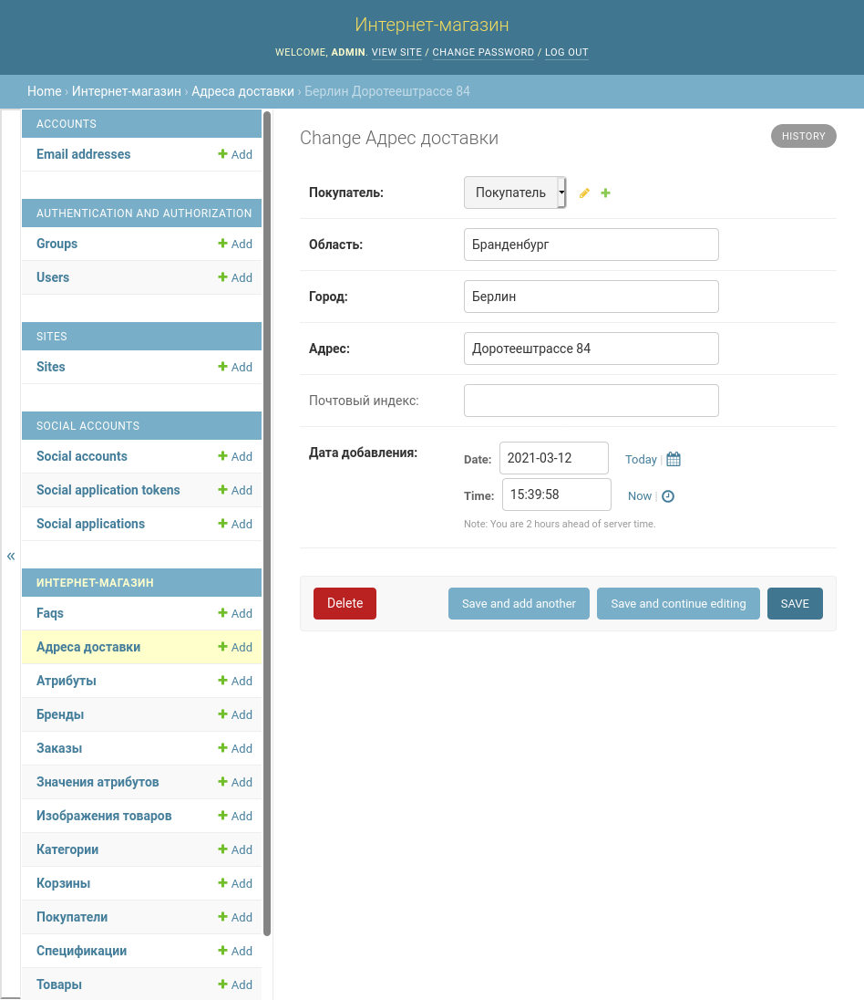 Интернет-магазин
WELCOME, ADMIN. VIEW SITE / CHANGE PASSWORD / LOG OUT
Home › Интернет-магазин › Адреса доставки › Берлин Доротеештрассе 84
«
ACCOUNTS
Email addresses Add
AUTHENTICATION AND AUTHORIZATION
Groups Add
Users Add
SITES
Sites Add
SOCIAL ACCOUNTS
Social accounts Add
Social application tokens Add
Social applications Add
ИНТЕРНЕТ-МАГАЗИН
Faqs Add
Адреса доставки Add
Атрибуты Add
Бренды Add
Заказы Add
Значения атрибутов Add
Изображения товаров Add
Категории Add
Корзины Add
Покупатели Add
Спецификации Add
Товары Add
Change Адрес доставки
HISTORY
Покупатель: Покупатель
Область: Бранденбург
Город: Берлин
Адрес: Доротеештрассе 84
Почтовый индекс:
Дата добавления: Date: 2021-03-12 Today |
Time: 15:39:58 Now |
Note: You are 2 hours ahead of server time.
Delete Save and add another Save and continue editing SAVE